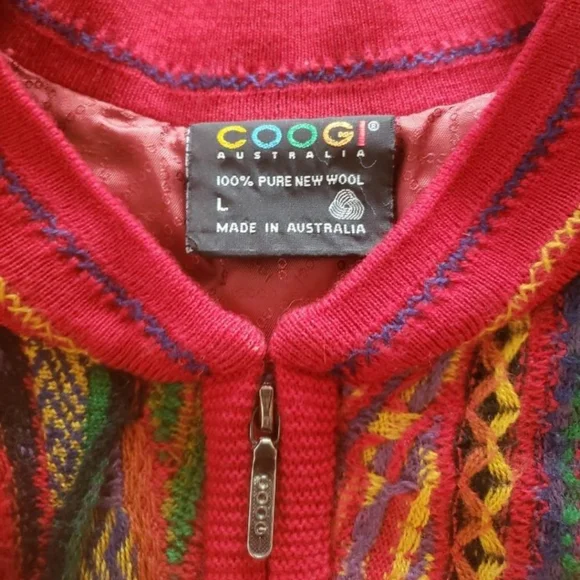 COOGI®
AUSTRALIA
100% PURE NEW WOOL
L
MADE IN AUSTRALIA
COOGI